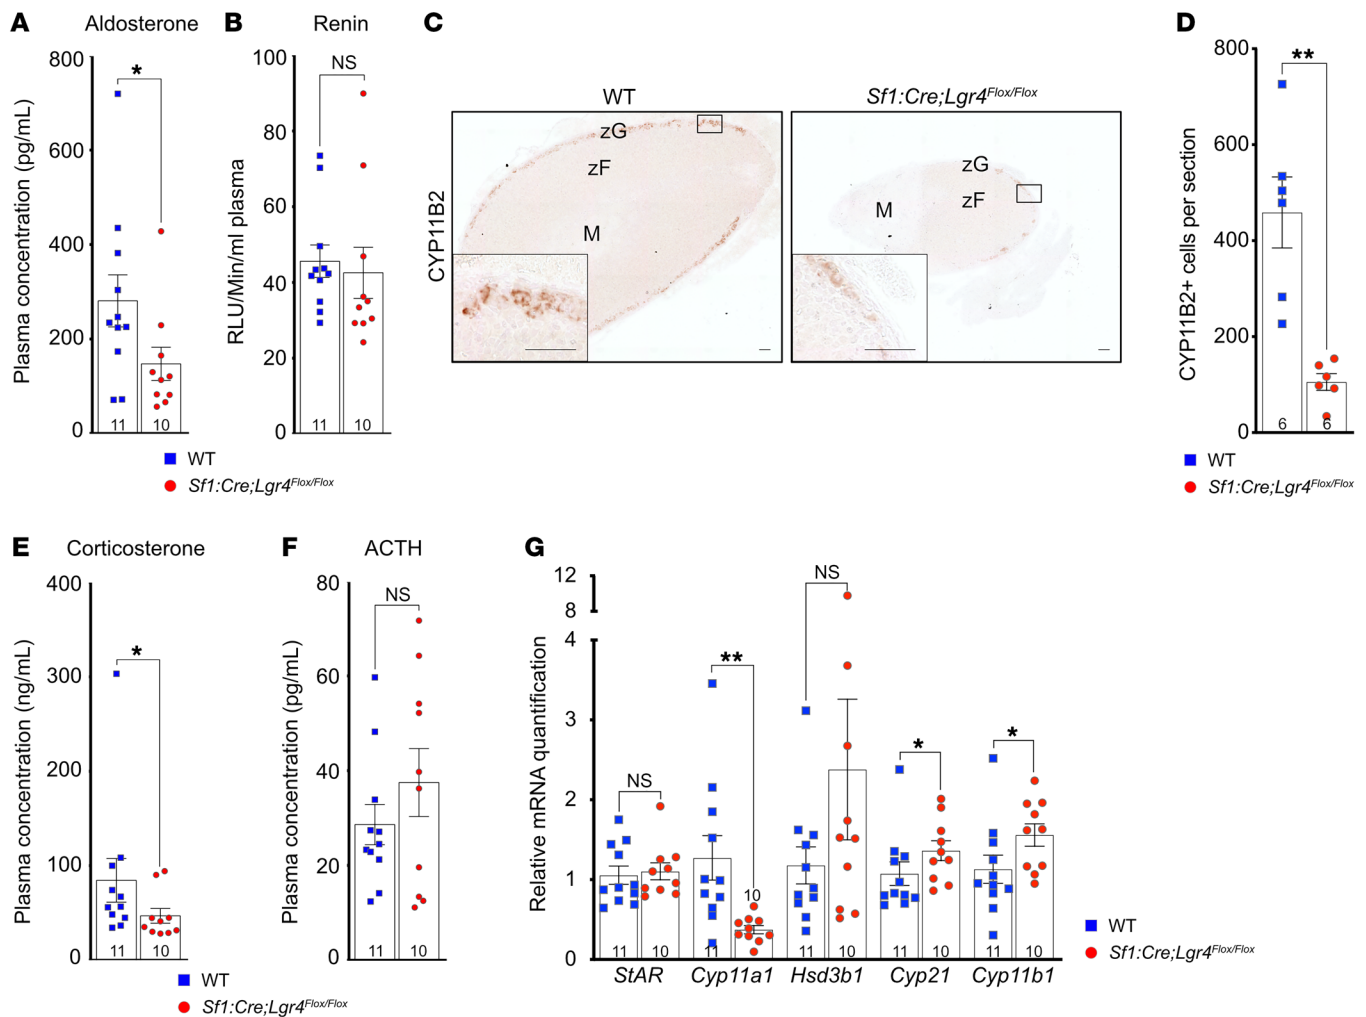 A Aldosterone
Plasma concentration (pg/mL)
800
600
400
200
0
*
11 10
WT
Sf1:Cre;Lgr4Flox/Flox
B Renin
RLU/Min/ml plasma
100
80
60
40
20
0
NS
11 10
C
WT
Sf1:Cre;Lgr4Flox/Flox
CYP11B2
zG
zF
M
zG
zF
M
D
CYP11B2+ cells per section
800
600
400
200
0
**
6 6
WT
Sf1:Cre;Lgr4Flox/Flox
E Corticosterone
Plasma concentration (ng/mL)
400
300
200
100
0
*
11 10
WT
Sf1:Cre;Lgr4Flox/Flox
F ACTH
Plasma concentration (pg/mL)
80
60
40
20
0
NS
11 10
G
Relative mRNA quantification
12
8
4
3
2
1
0
NS
**
NS
*
*
11 10 11 10 11 10 11 10 11 10
StAR Cyp11a1 Hsd3b1 Cyp21 Cyp11b1
WT
Sf1:Cre;Lgr4Flox/Flox